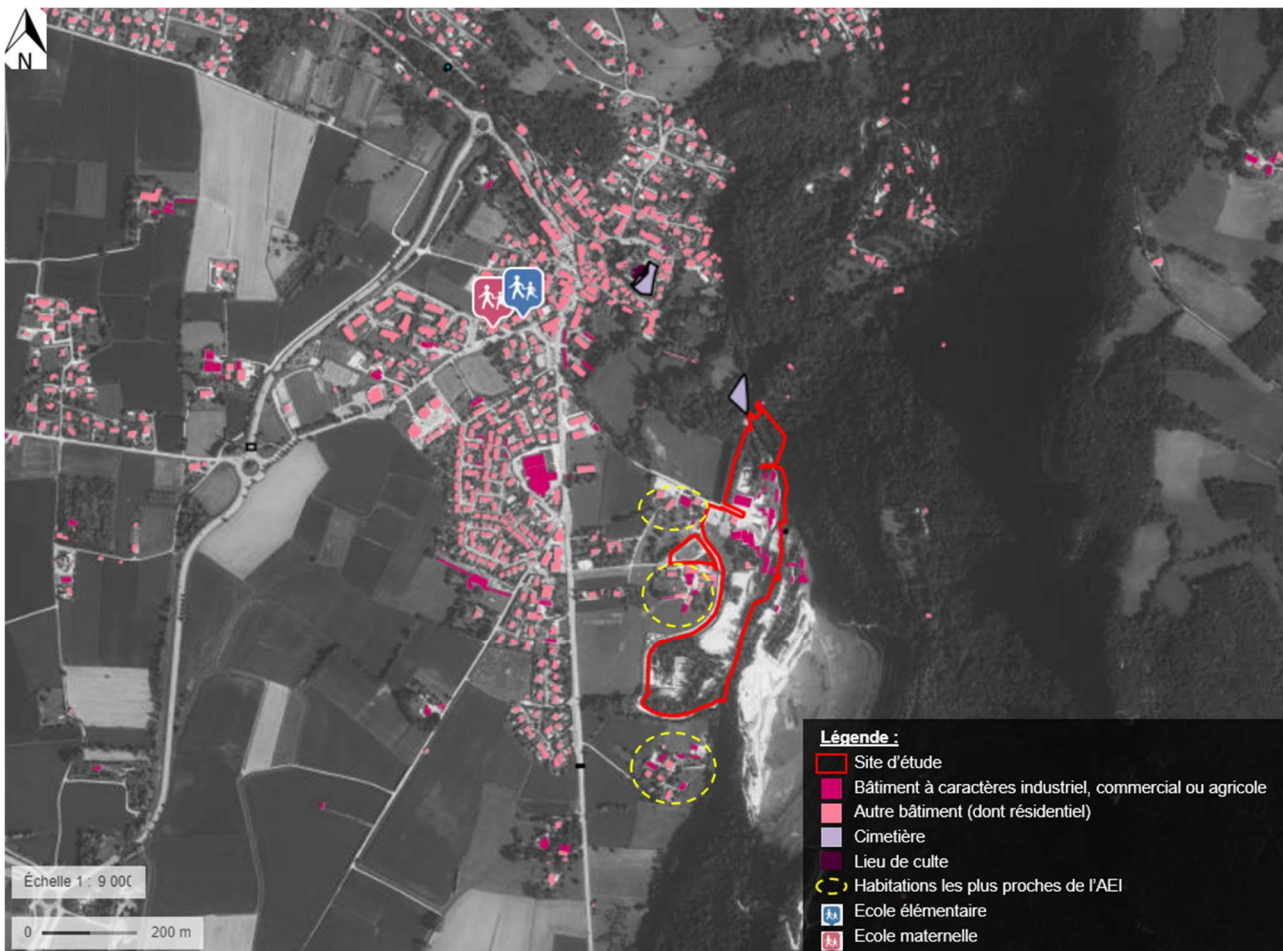 N
Légende :
Site d'étude
Bâtiment à caractères industriel, commercial ou agricole
Autre bâtiment (dont résidentiel)
Cimetière
Lieu de culte
Habitations les plus proches de l'AEI
Ecole élémentaire
Ecole maternelle
Échelle 1 : 9 000
0 200 m